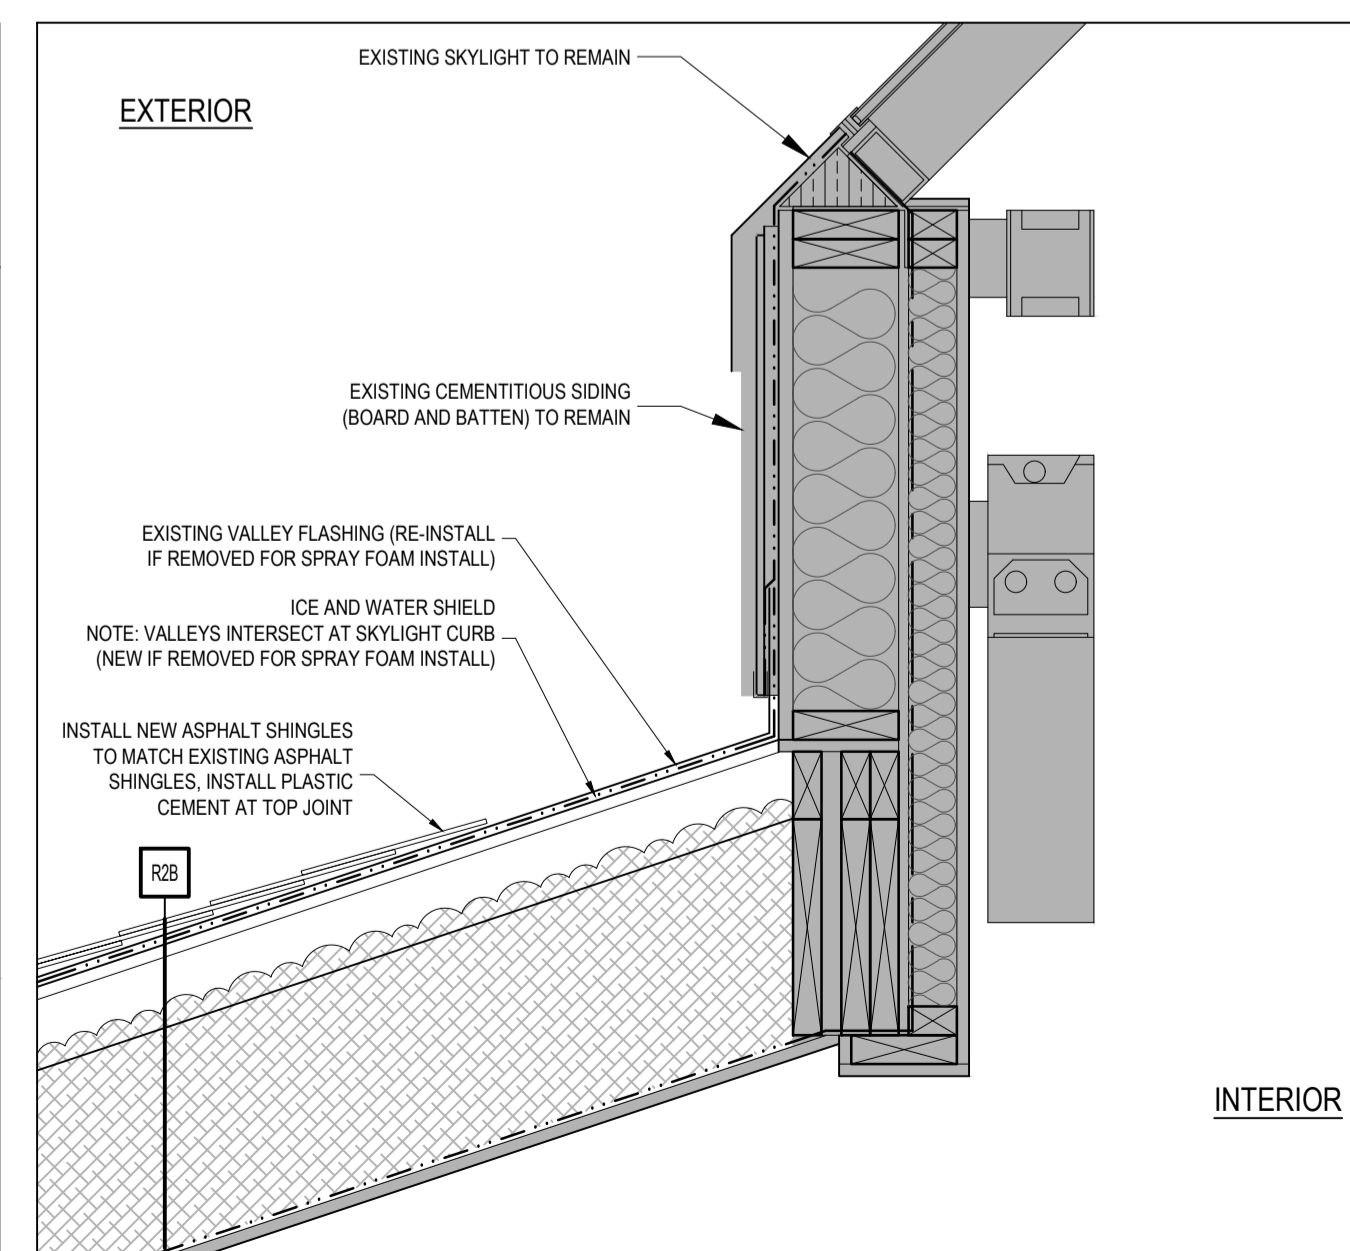 EXISTING SKYLIGHT TO REMAIN
EXTERIOR
EXISTING CEMENTITIOUS SIDING
(BOARD AND BATTEN) TO REMAIN
EXISTING VALLEY FLASHING (RE-INSTALL
IF REMOVED FOR SPRAY FOAM INSTALL)
ICE AND WATER SHIELD
NOTE: VALLEYS INTERSECT AT SKYLIGHT CURB
(NEW IF REMOVED FOR SPRAY FOAM INSTALL)
INSTALL NEW ASPHALT SHINGLES
TO MATCH EXISTING ASPHALT
SHINGLES, INSTALL PLASTIC
CEMENT AT TOP JOINT
R2B
INTERIOR